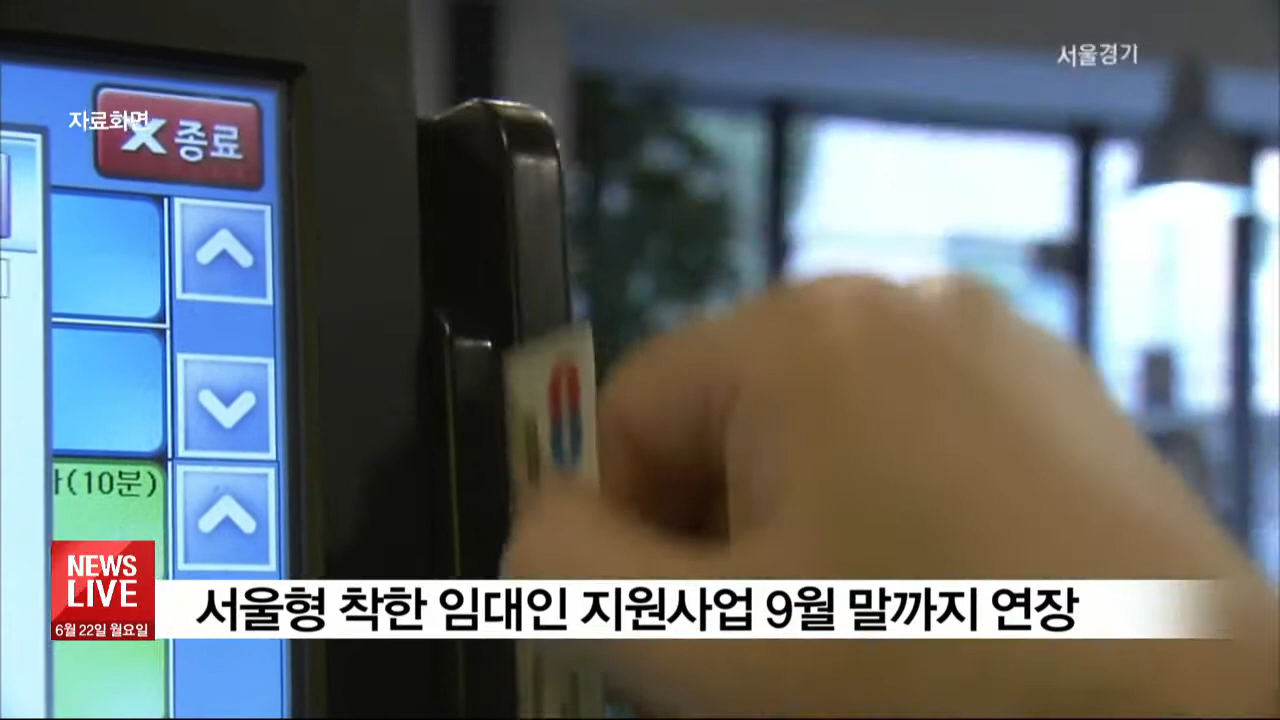 서울경기
자료화면
X 종료
(10분)
NEWS
LIVE
6월 22일 월요일
서울형 착한 임대인 지원사업 9월 말까지 연장